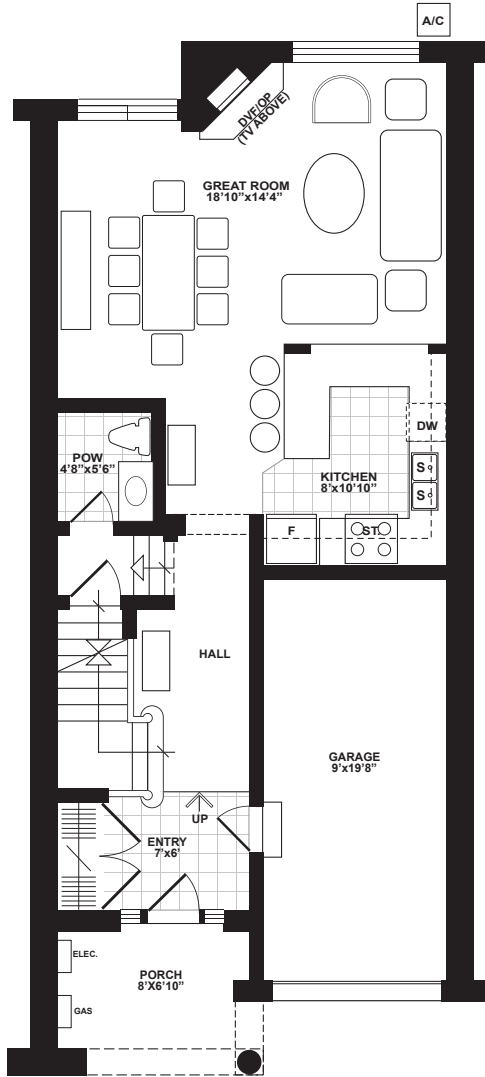 A/C
DVF/OP
(TV ABOVE)
GREAT ROOM
18'10"x14'4"
DW
POW
4'8"x5'6"
S
S
KITCHEN
8'x10'10"
F
ST.
HALL
GARAGE
9'x19'8"
UP
ENTRY
7'x6'
ELEC.
PORCH
8'X6'10"
GAS